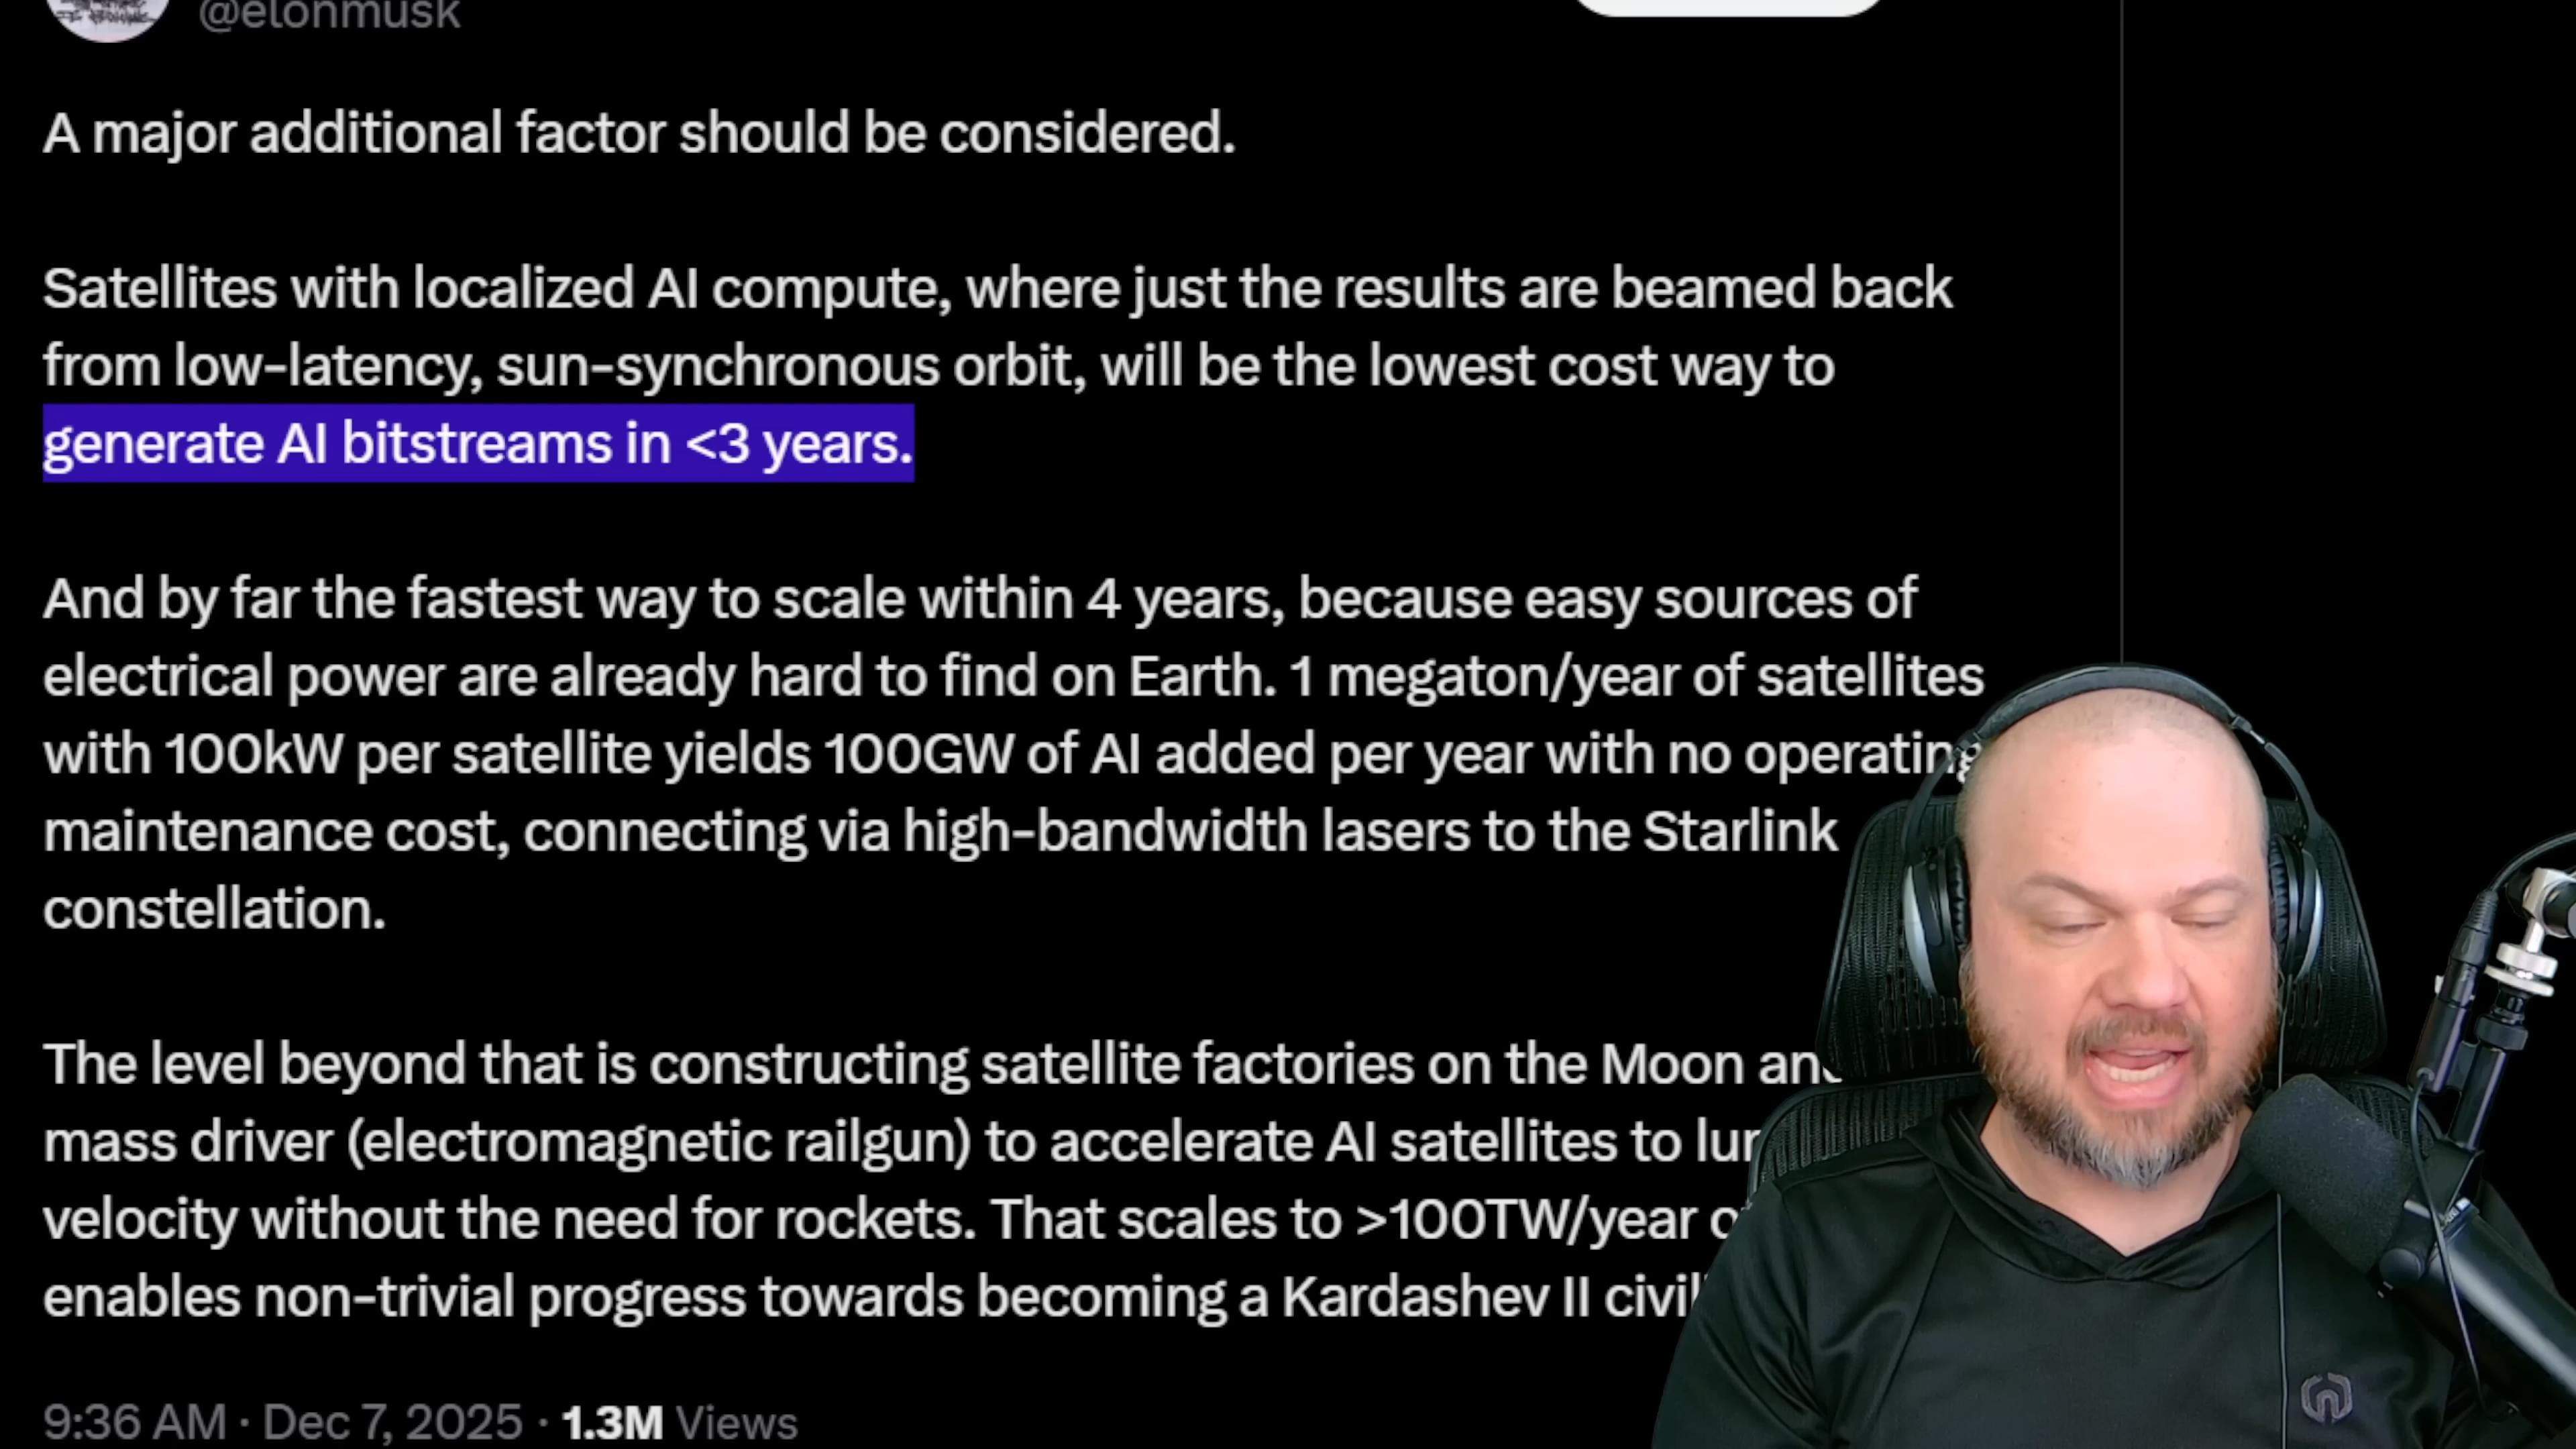 @elonmusk
A major additional factor should be considered.
Satellites with localized AI compute, where just the results are beamed back
from low-latency, sun-synchronous orbit, will be the lowest cost way to
generate AI bitstreams in <3 years.
And by far the fastest way to scale within 4 years, because easy sources of
electrical power are already hard to find on Earth. 1 megaton/year of satellites
with 100kW per satellite yields 100GW of AI added per year with no operating
maintenance cost, connecting via high-bandwidth lasers to the Starlink
constellation.
The level beyond that is constructing satellite factories on the Moon and
mass driver (electromagnetic railgun) to accelerate AI satellites to
velocity without the need for rockets. That scales to >100TW/year
enables non-trivial progress towards becoming a Kardashev II
9:36 AM · Dec 7, 2025 · 1.3M Views